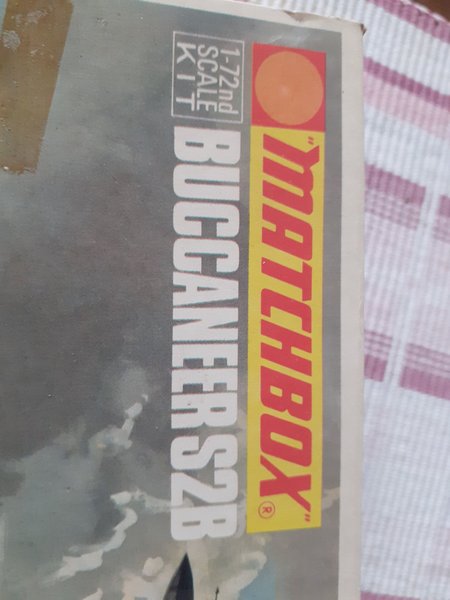 "MATCHBOX"®
1-72nd
SCALE
KIT
BUCCANEER S2B